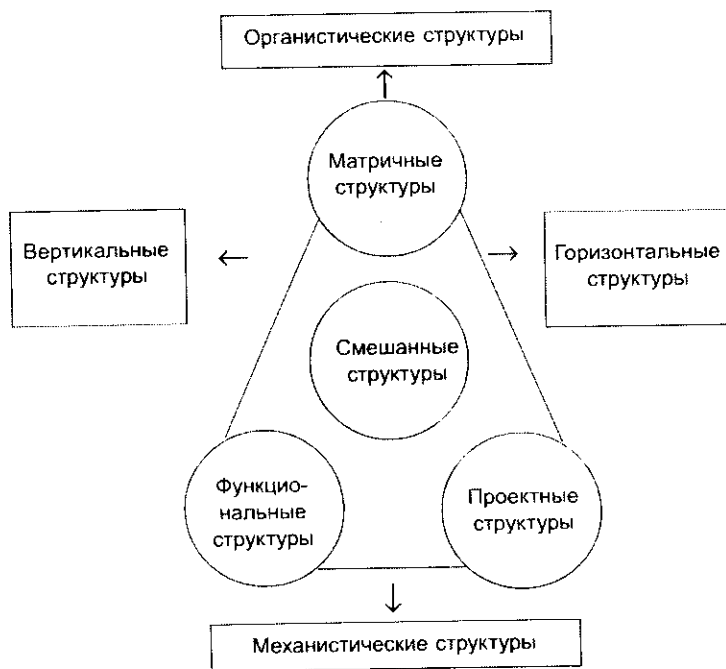 Органистические структуры
Матричные
структуры
Вертикальные
структуры
Горизонтальные
структуры
Смешанные
структуры
Функцио-
нальные
структуры
Проектные
структуры
Механистические структуры